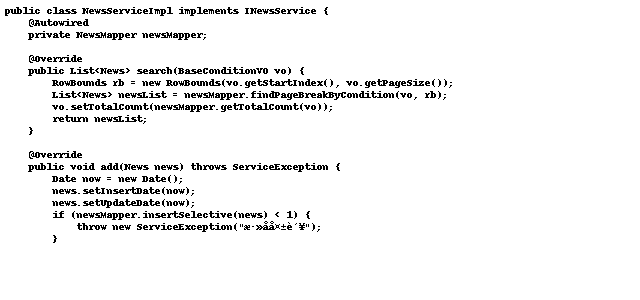 public class NewsServiceImpl implements INewsService {
    @Autowired
    private NewsMapper newsMapper;

    @Override
    public List<News> search(BaseConditionVO vo) {
        RowBounds rb = new RowBounds(vo.getStartIndex(), vo.getPageSize());
        List<News> newsList = newsMapper.findPageBreakByCondition(vo, rb);
        vo.setTotalCount(newsMapper.getTotalCount(vo));
        return newsList;
    }

    @Override
    public void add(News news) throws ServiceException {
        Date now = new Date();
        news.setInsertDate(now);
        news.setUpdateDate(now);
        if (newsMapper.insertSelective(news) < 1) {
            throw new ServiceException("æ·»åå¤±è´¥");
        }